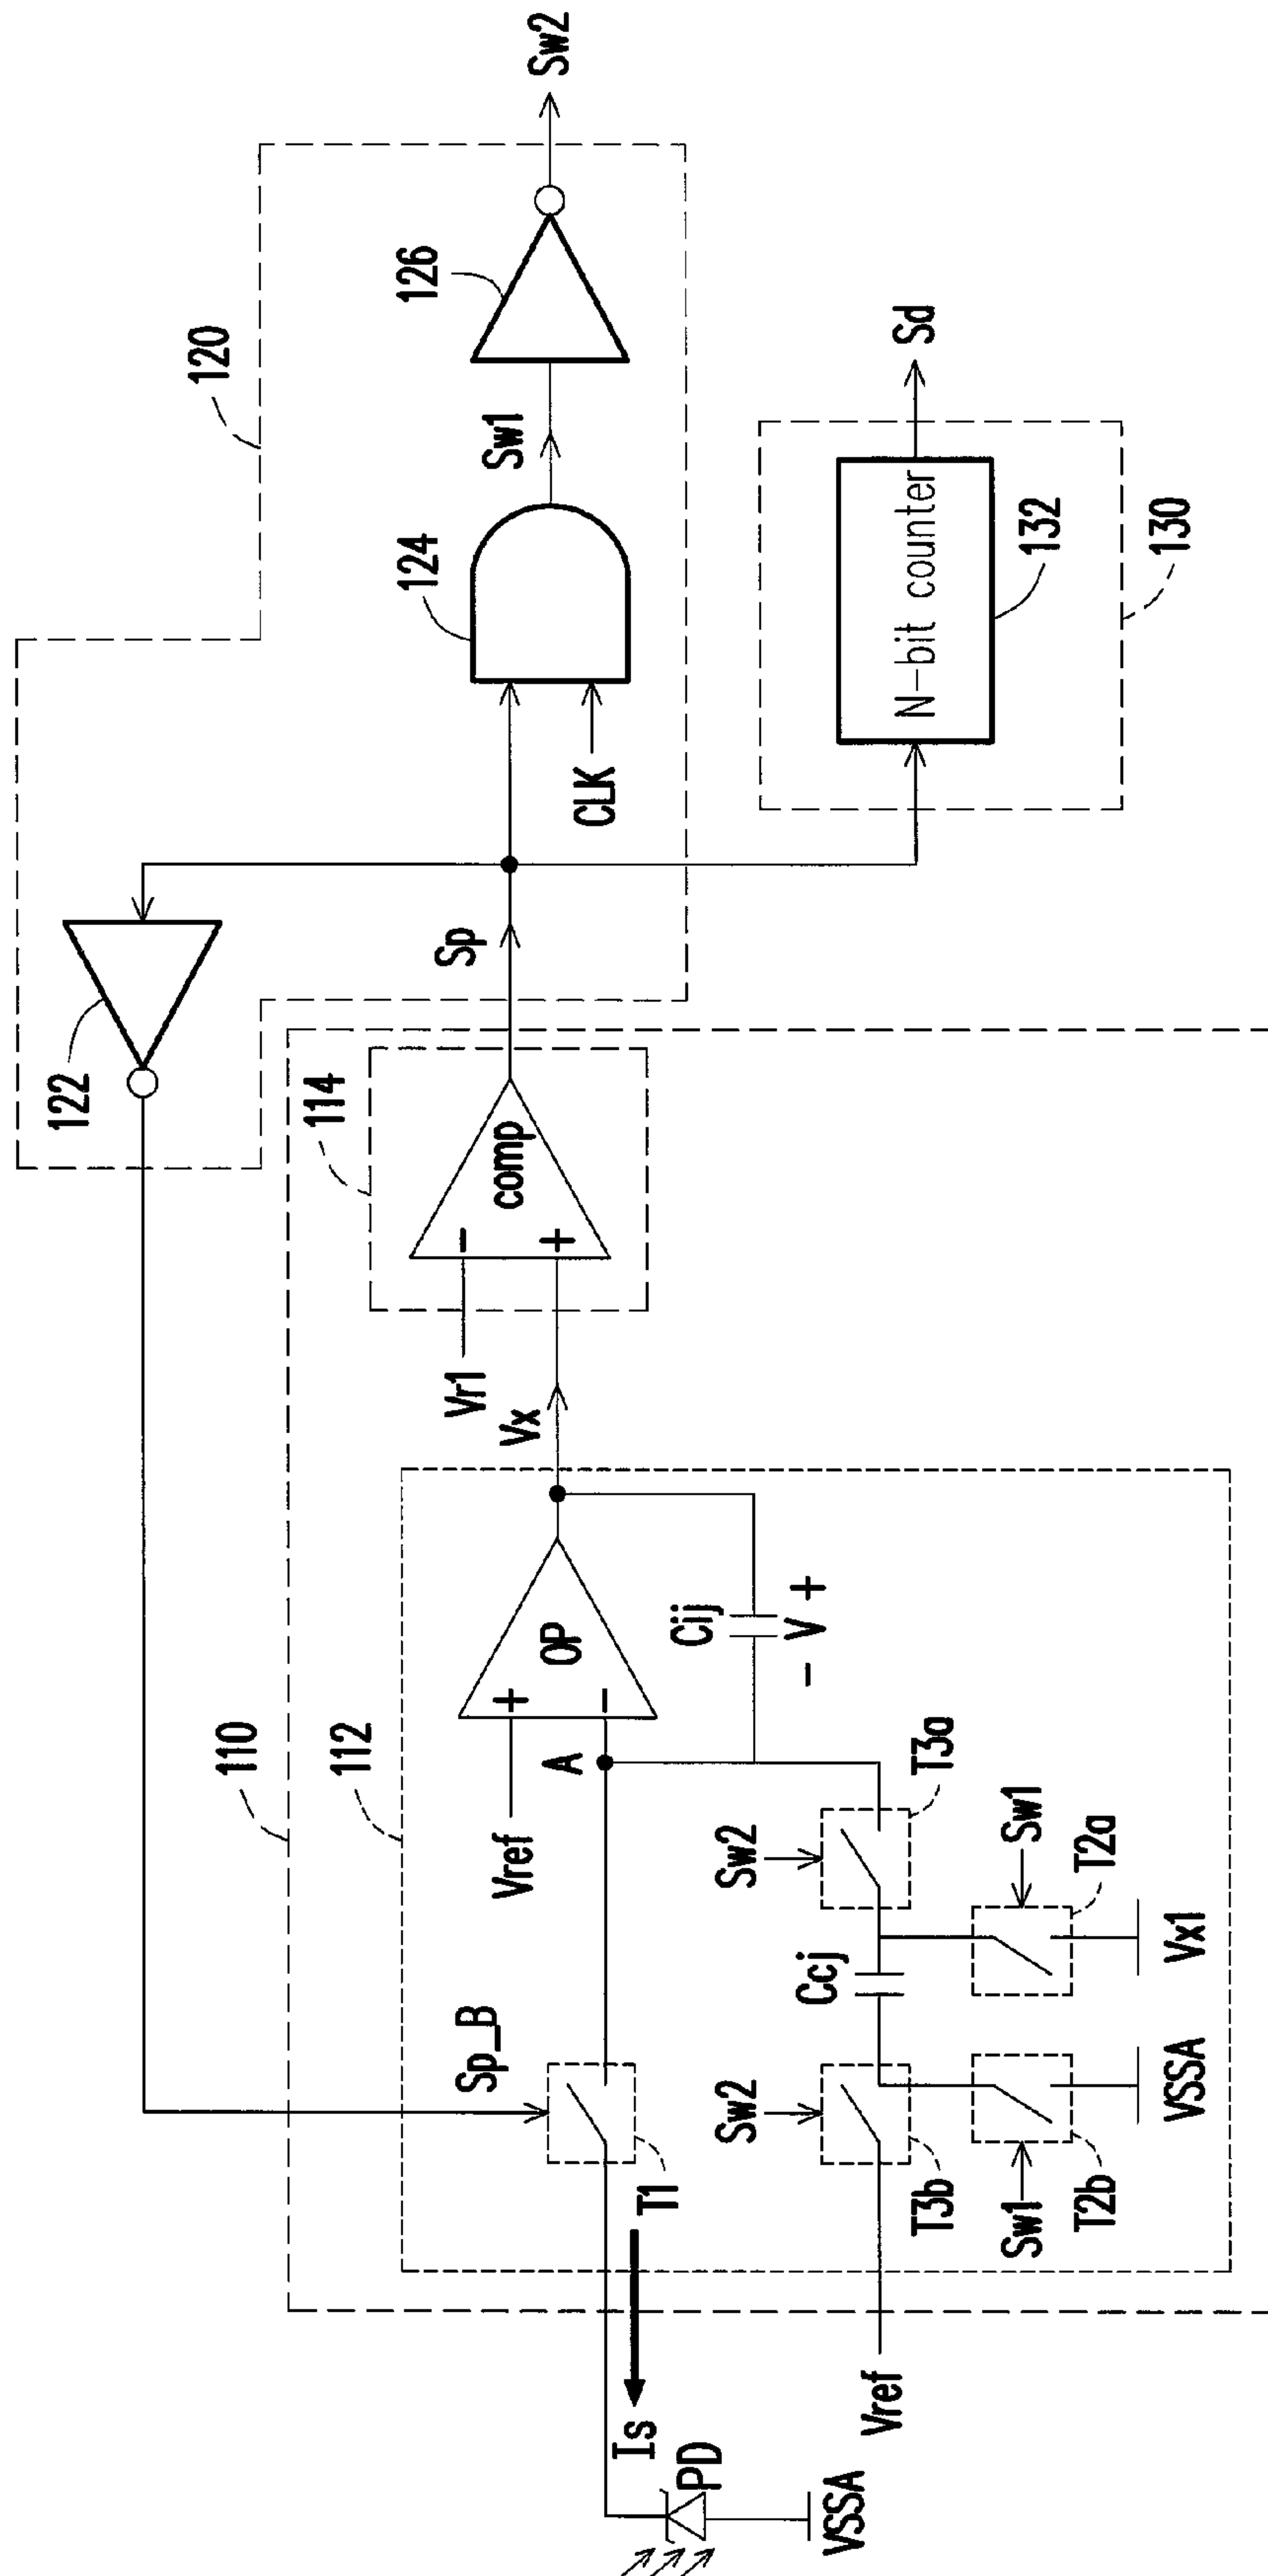 120
122
Sw2
126
Sw1
124
CLK
Sp
Sd
N-bit counter
132
130
110
114
comp
-
+
Vr1
Vx
112
OP
+
-
Vref
A
Cij
- V +
Sp_B
T1
Is
PD
VSSA
Sw2
T3a
Sw1
T2a
Vx1
Ccj
Sw2
T3b
Sw1
T2b
VSSA
Vref